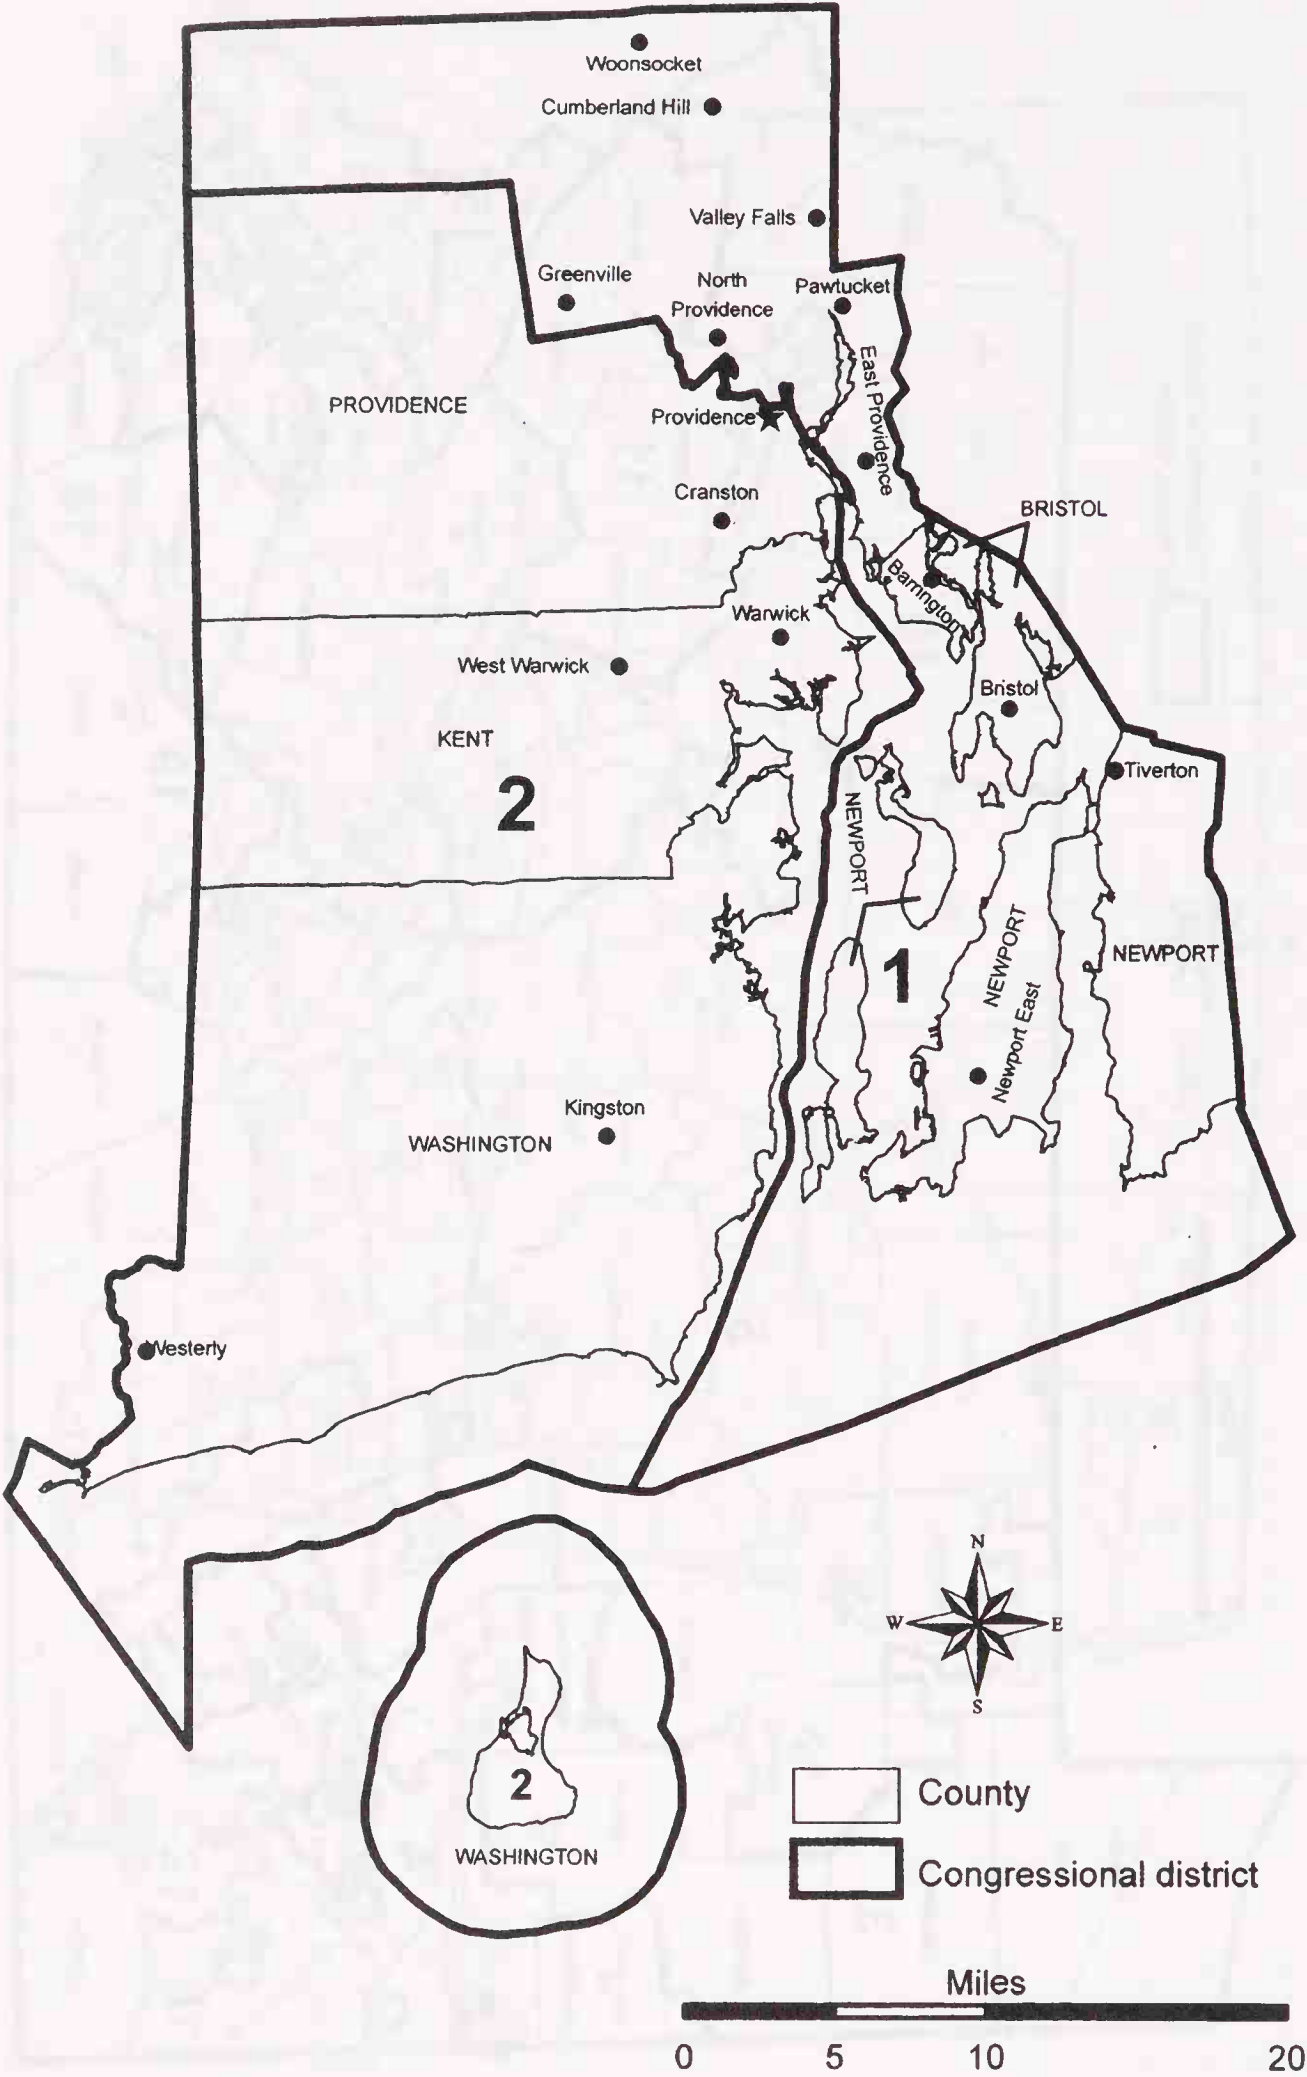 Woonsocket
Cumberland Hill
Valley Falls
Greenville
North
Providence
Pawtucket
East Providence
PROVIDENCE
Providence
Cranston
BRISTOL
Barrington
Warwick
West Warwick
Bristol
KENT
2
Tiverton
NEWPORT
1
NEWPORT
Newport East
NEWPORT
Kingston
WASHINGTON
Westerly
N
W
E
S
2
WASHINGTON
County
Congressional district
Miles
0 5 10 20